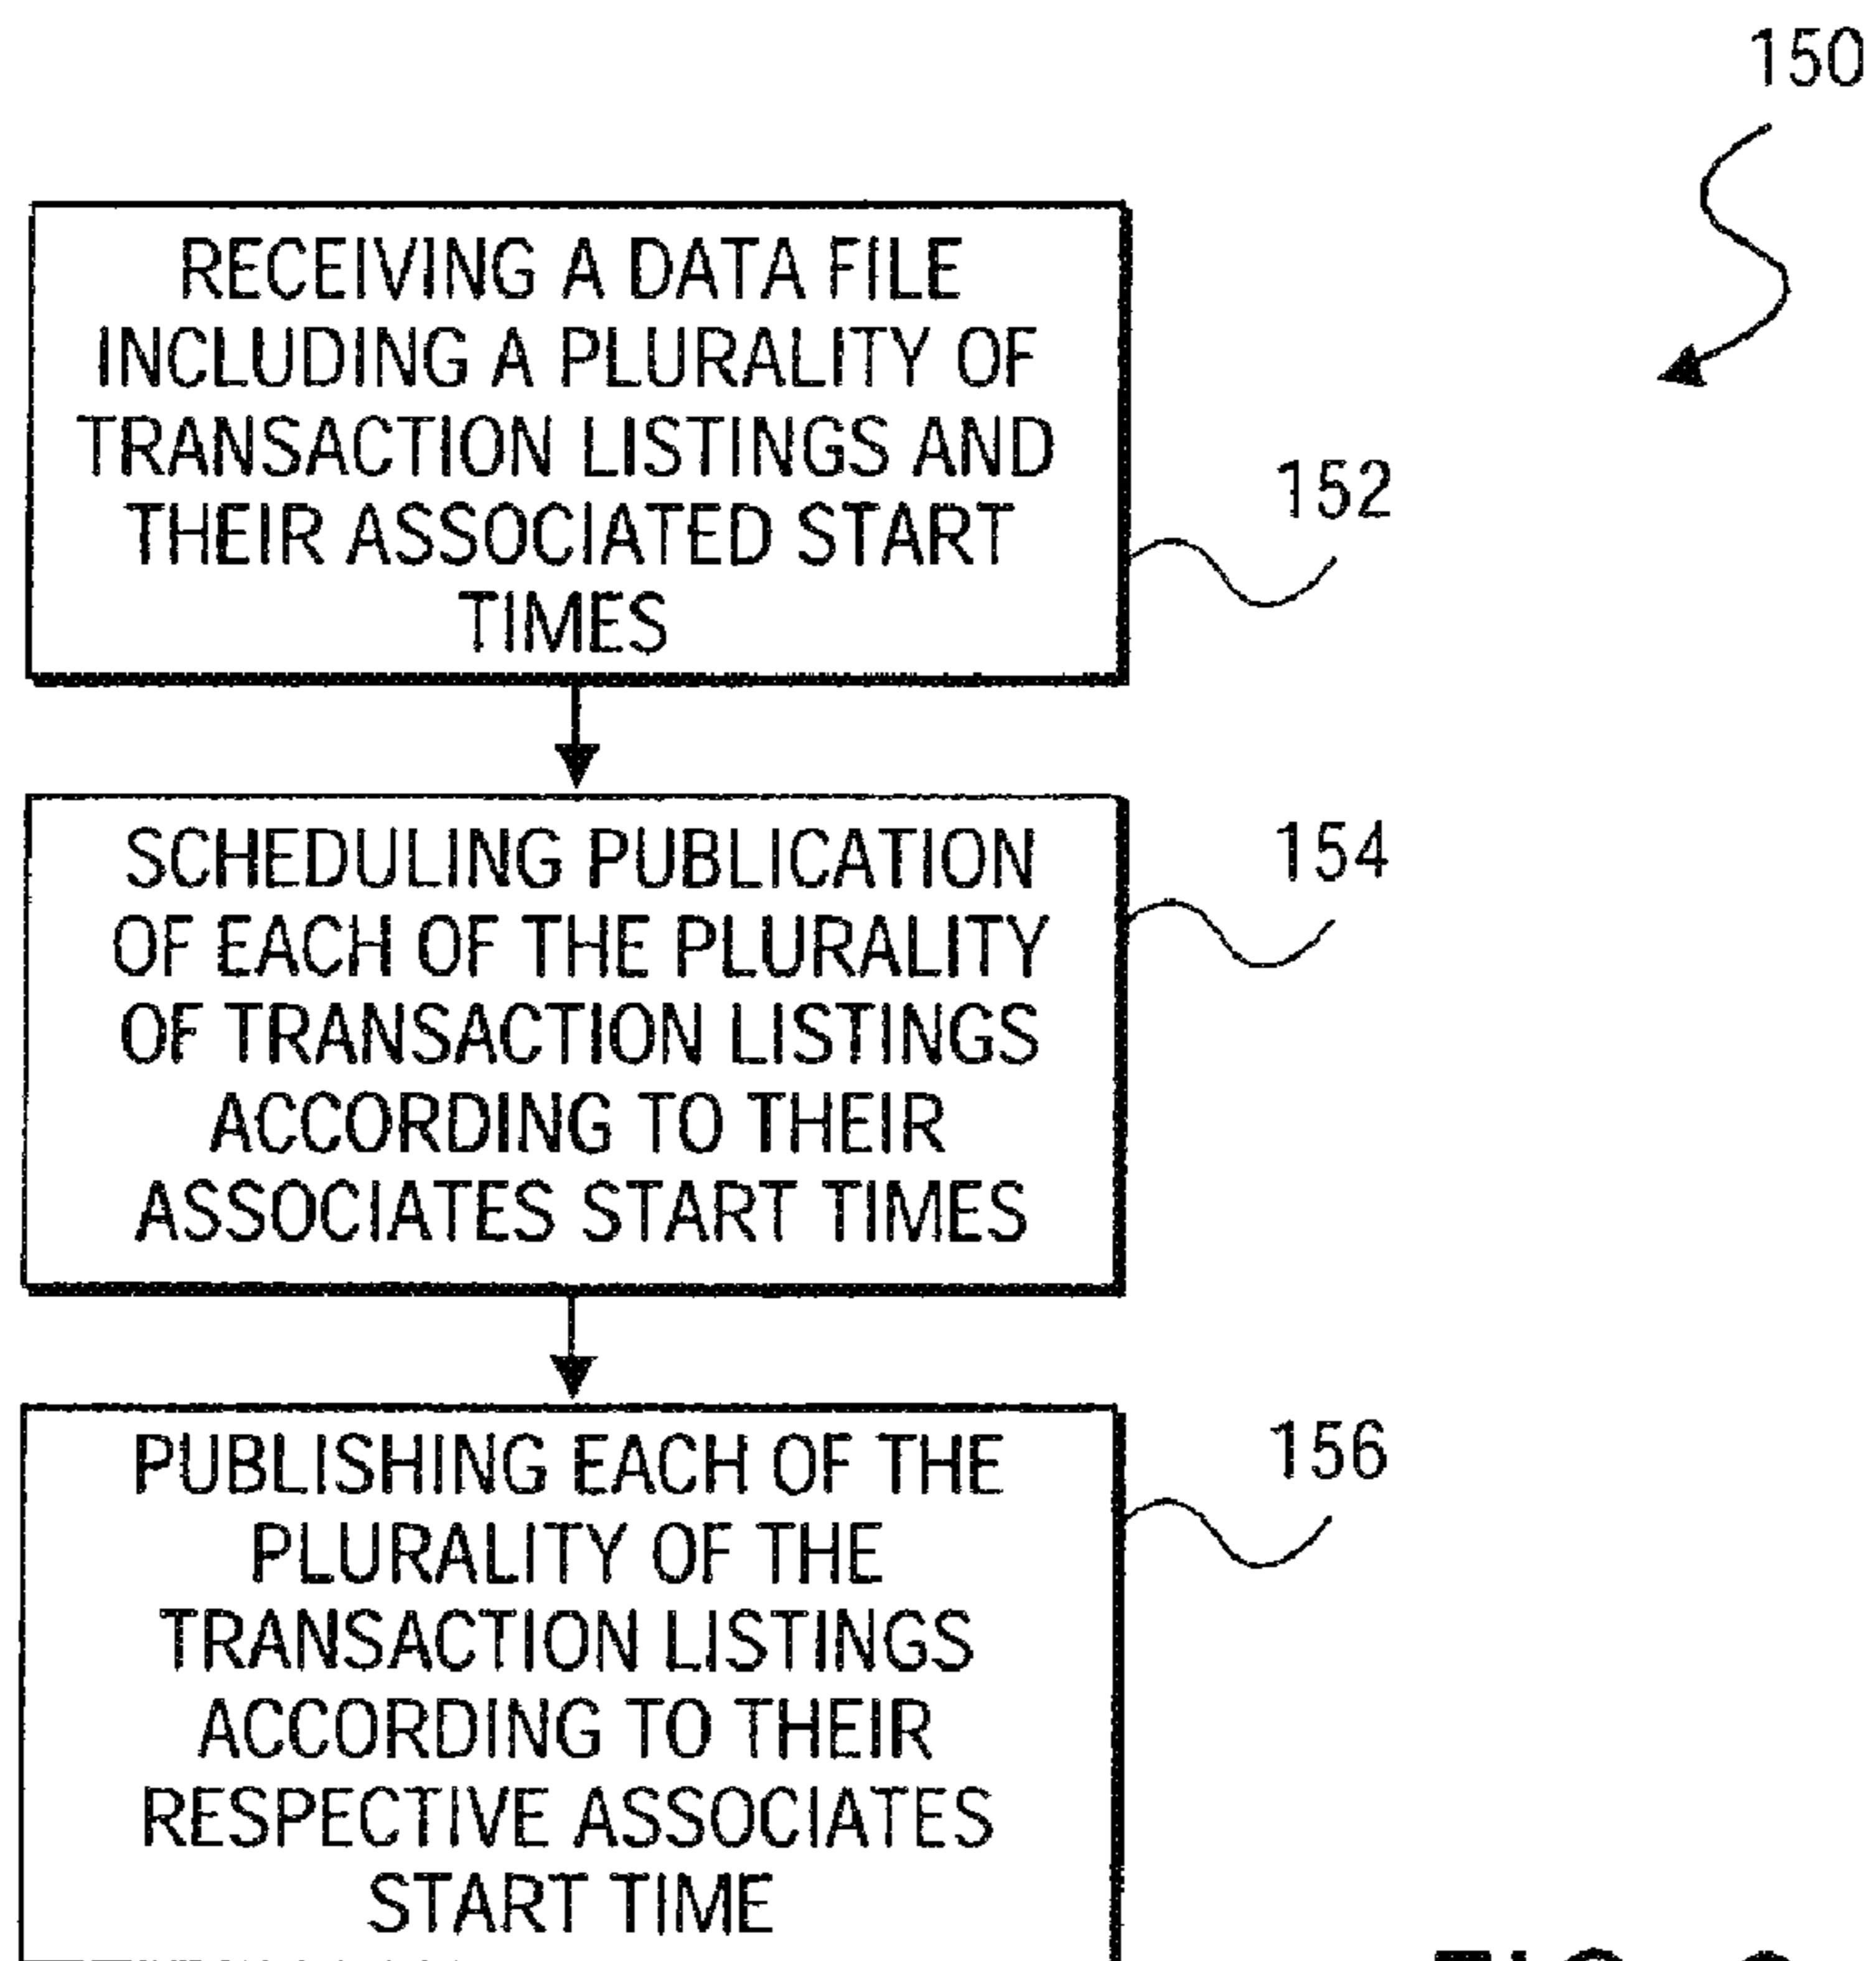 150
RECEIVING A DATA FILE
INCLUDING A PLURALITY OF
TRANSACTION LISTINGS AND
THEIR ASSOCIATED START
TIMES
152
SCHEDULING PUBLICATION
OF EACH OF THE PLURALITY
OF TRANSACTION LISTINGS
ACCORDING TO THEIR
ASSOCIATES START TIMES
154
PUBLISHING EACH OF THE
PLURALITY OF THE
TRANSACTION LISTINGS
ACCORDING TO THEIR
RESPECTIVE ASSOCIATES
START TIME
156